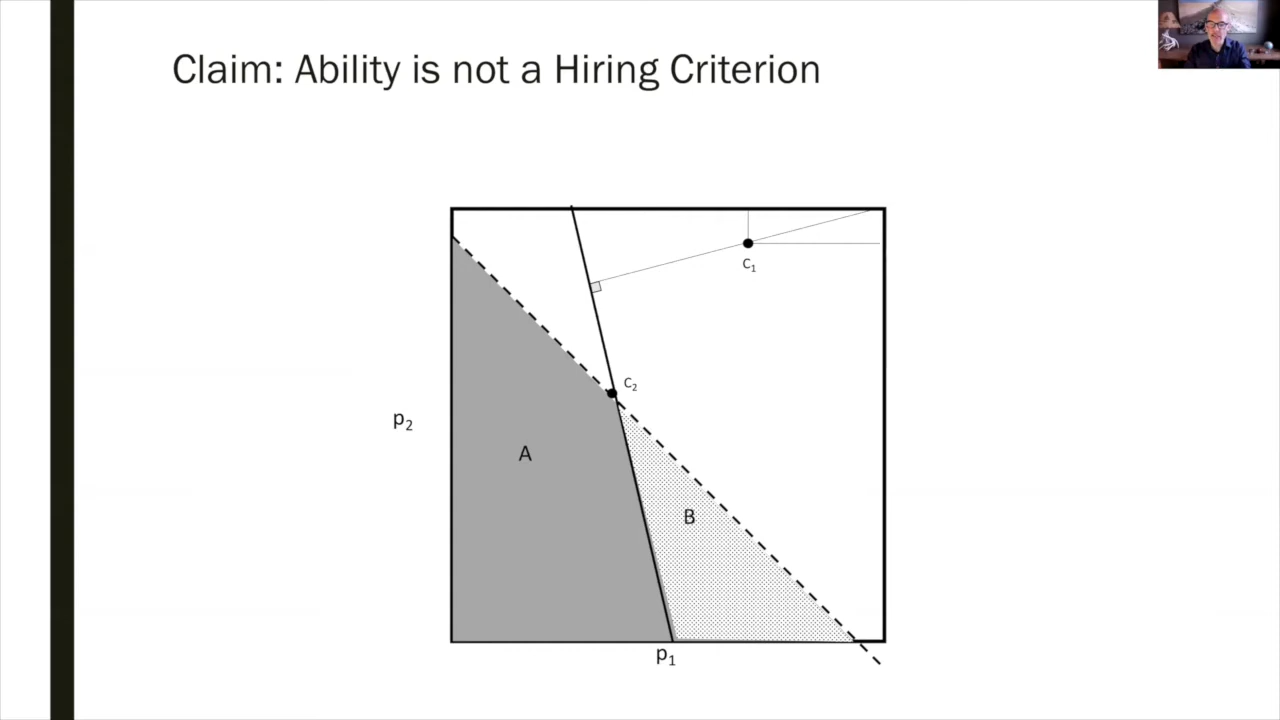 Claim: Ability is not a Hiring Criterion
C₁
C₂
p₂
A
B
p₁